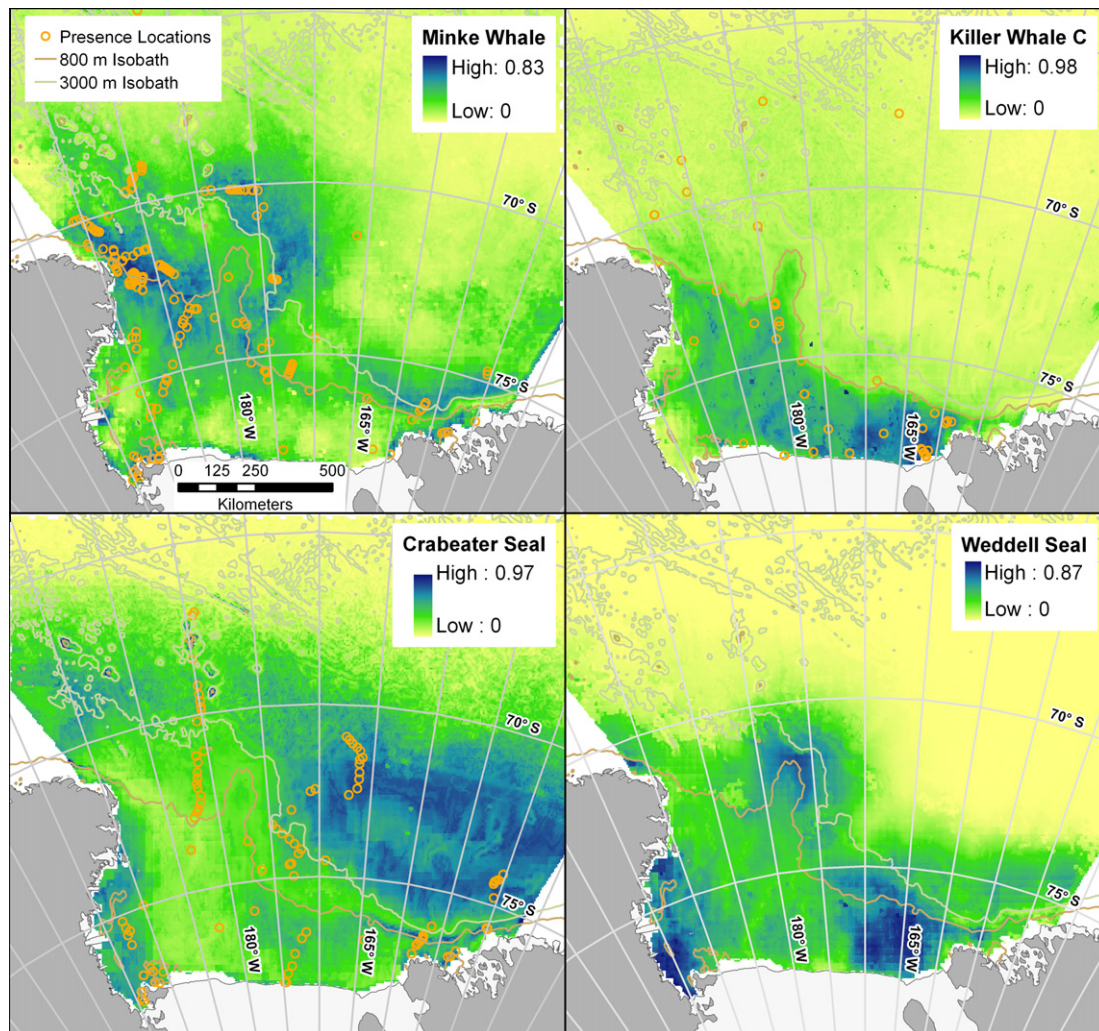 Presence Locations
800 m Isobath
3000 m Isobath
Minke Whale
High: 0.83
Low: 0
70° S
75° S
180° W
165° W
0 125 250 500
Kilometers
Killer Whale C
High: 0.98
Low: 0
70° S
75° S
180° W
165° W
Crabeater Seal
High : 0.97
Low : 0
70° S
75° S
180° W
165° W
Weddell Seal
High : 0.87
Low : 0
70° S
75° S
180° W
165° W